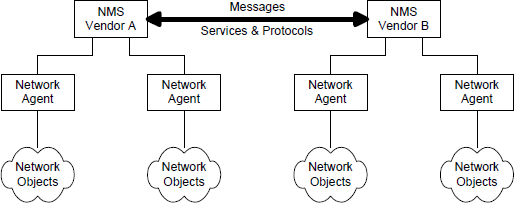 NMS
Vendor A
Messages
Services & Protocols
NMS
Vendor B
Network
Agent
Network
Agent
Network
Agent
Network
Agent
Network
Objects
Network
Objects
Network
Objects
Network
Objects